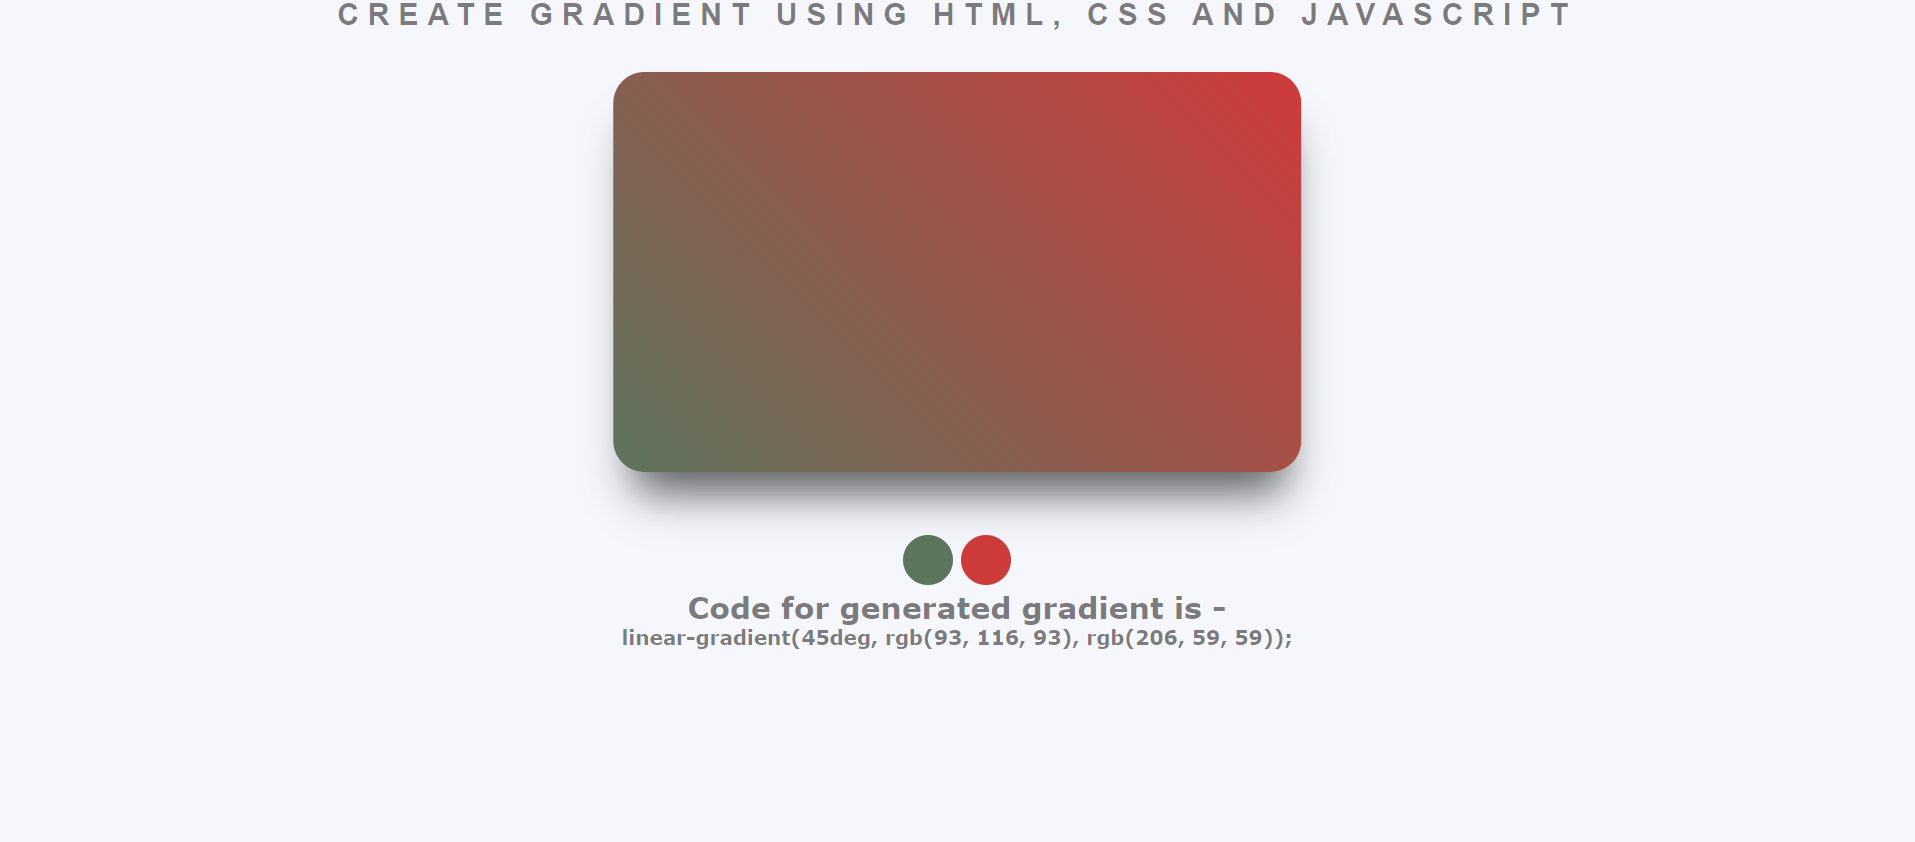 CREATE GRADIENT USING HTML, CSS AND JAVASCRIPT
Code for generated gradient is -
linear-gradient(45deg, rgb(93, 116, 93), rgb(206, 59, 59));